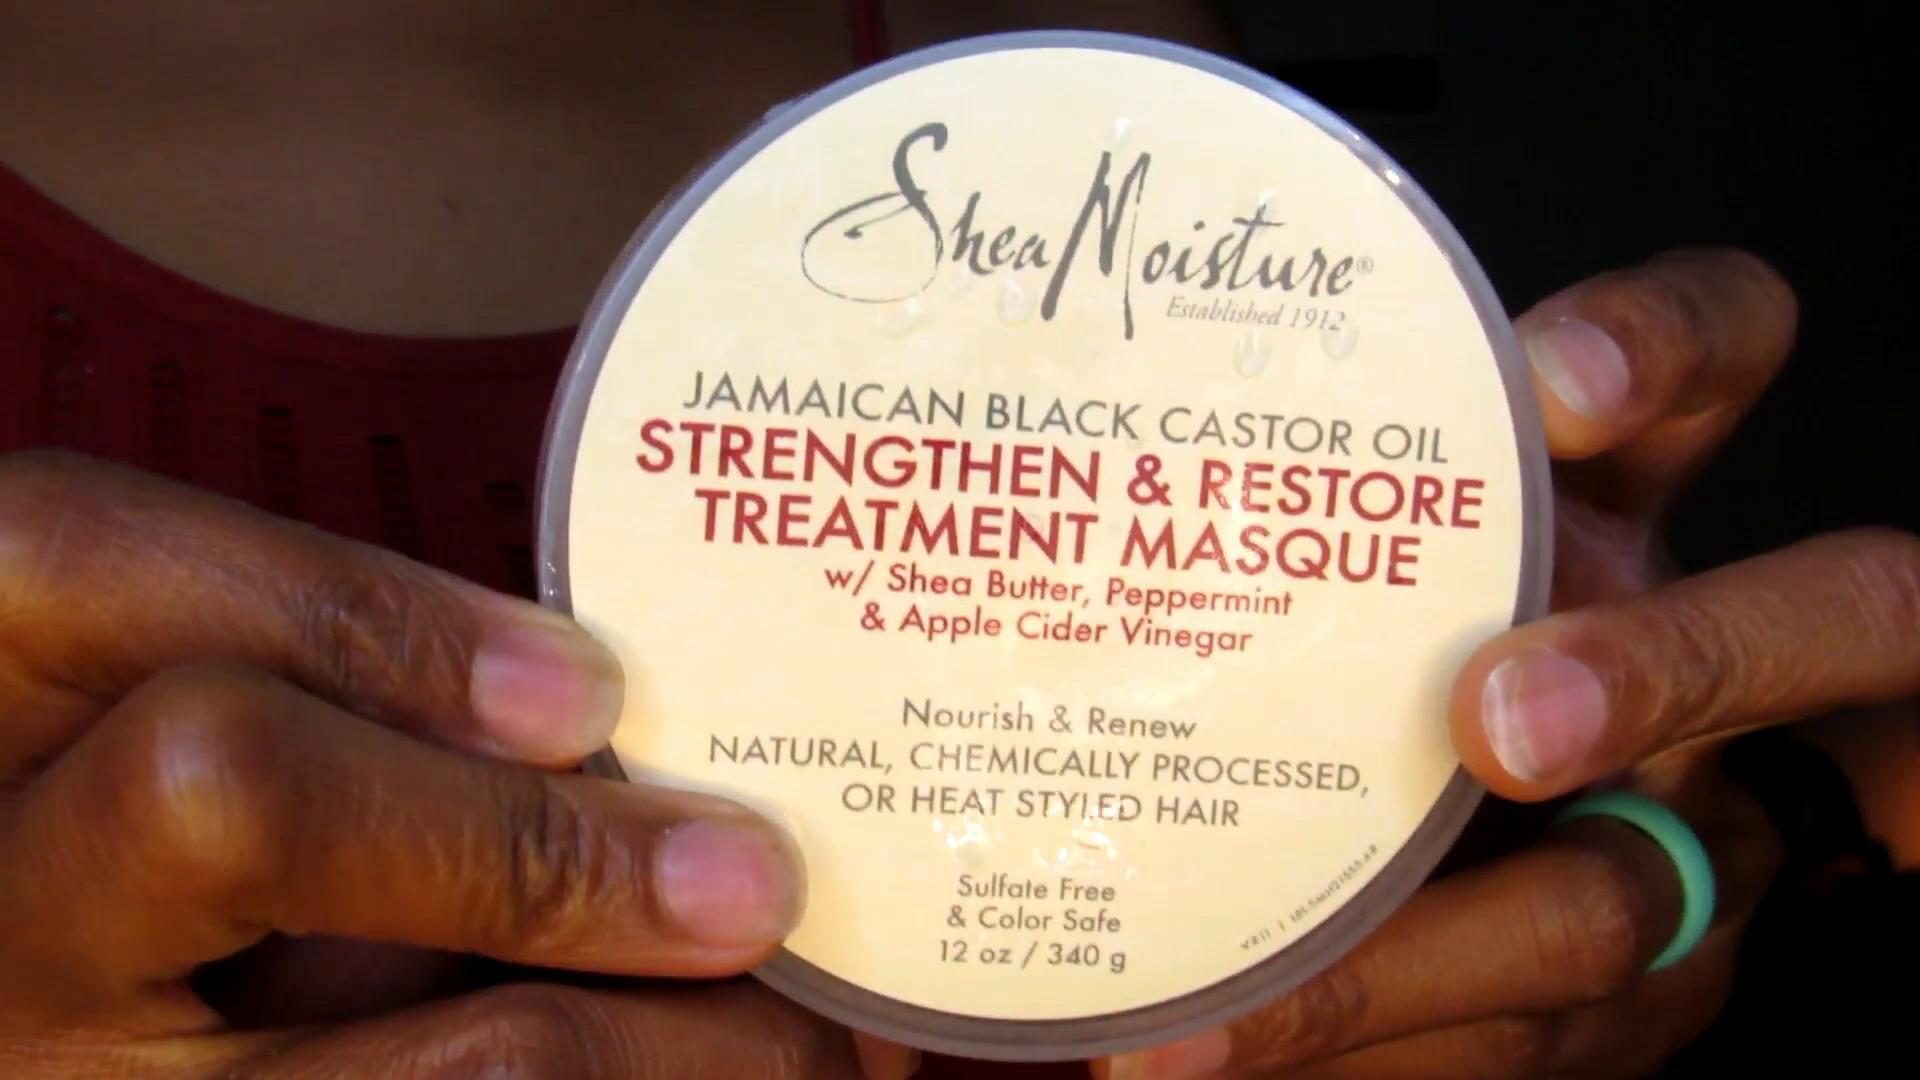 SheaMoisture®
Established 1912
JAMAICAN BLACK CASTOR OIL
STRENGTHEN & RESTORE
TREATMENT MASQUE
w/ Shea Butter, Peppermint
& Apple Cider Vinegar
Nourish & Renew
NATURAL, CHEMICALLY PROCESSED,
OR HEAT STYLED HAIR
Sulfate Free
& Color Safe
12 oz / 340 g